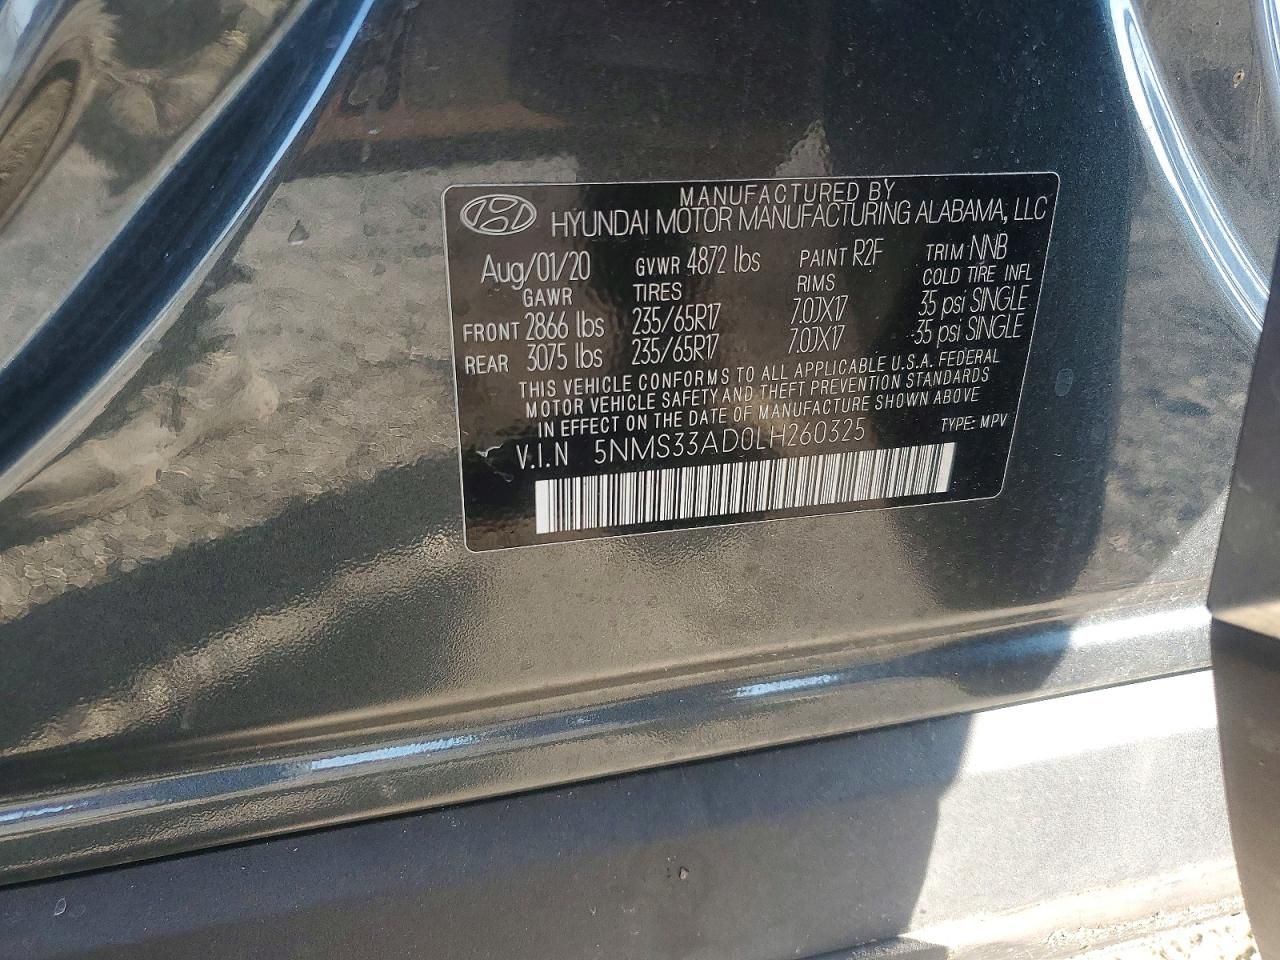 MANUFACTURED BY
HYUNDAI MOTOR MANUFACTURING ALABAMA, LLC
Aug/01/20 GVWR 4872 lbs PAINT R2F TRIM NNB
GAWR TIRES RIMS COLD TIRE INFL
FRONT 2866 lbs 235/65R17 7.0JX17 35 psi SINGLE
REAR 3075 lbs 235/65R17 7.0JX17 35 psi SINGLE
THIS VEHICLE CONFORMS TO ALL APPLICABLE U.S.A. FEDERAL
MOTOR VEHICLE SAFETY AND THEFT PREVENTION STANDARDS
IN EFFECT ON THE DATE OF MANUFACTURE SHOWN ABOVE
V.I.N 5NMS33AD0LH260325 TYPE: MPV